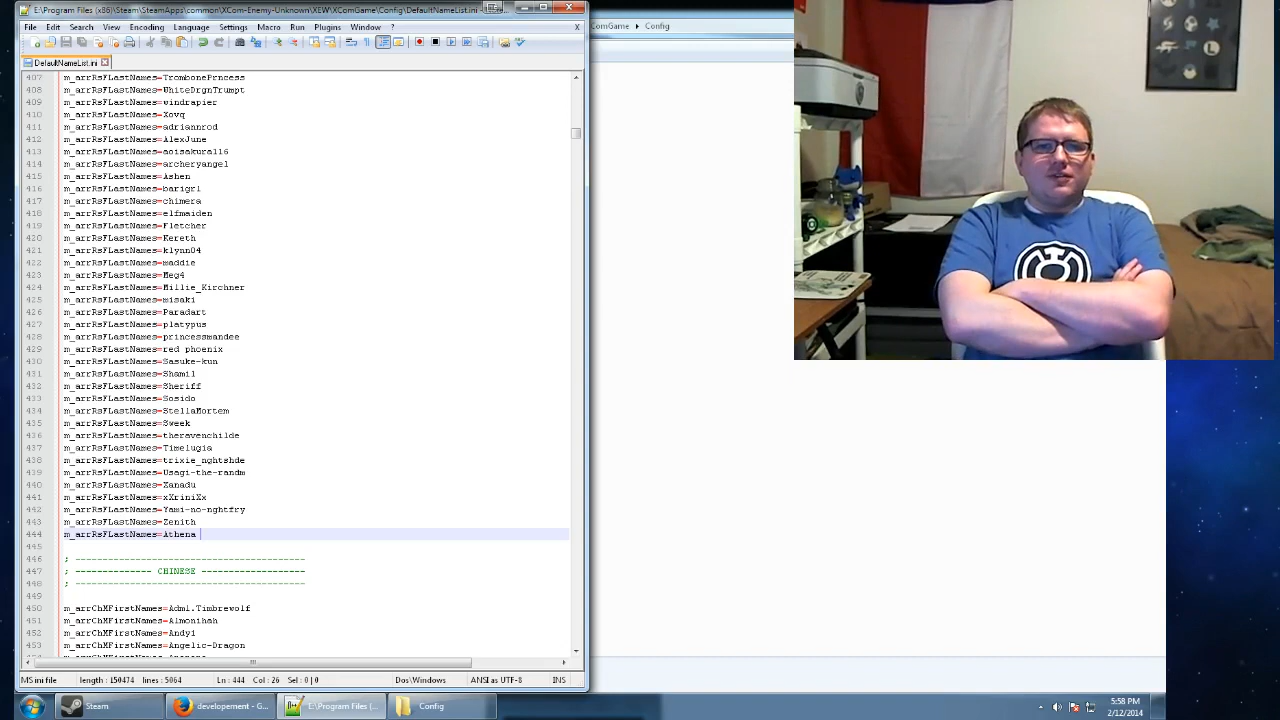 E:\Program Files (x86)\Steam\SteamApps\common\XCom-Enemy-Unknown\XEW\XComGame\Config\DefaultNameList.ini -
File Edit Search View Encoding Language Settings Macro Run Plugins Window ? X
ComGame ▸ Config
DefaultNameList.ini
407 m_arrRsFLastNames=TrombonePrncess
408 m_arrRsFLastNames=WhiteDrgnTrumpt
409 m_arrRsFLastNames=windrapier
410 m_arrRsFLastNames=Xovq
411 m_arrRsFLastNames=adriannrod
412 m_arrRsFLastNames=AlexJune
413 m_arrRsFLastNames=aoisakura116
414 m_arrRsFLastNames=archeryangel
415 m_arrRsFLastNames=Ashen
416 m_arrRsFLastNames=barigrl
417 m_arrRsFLastNames=chimera
418 m_arrRsFLastNames=elfmaiden
419 m_arrRsFLastNames=Fletcher
420 m_arrRsFLastNames=Kereth
421 m_arrRsFLastNames=klynn04
422 m_arrRsFLastNames=maddie
423 m_arrRsFLastNames=Meg4
424 m_arrRsFLastNames=Millie_Kirchner
425 m_arrRsFLastNames=misaki
426 m_arrRsFLastNames=Paradart
427 m_arrRsFLastNames=platypus
428 m_arrRsFLastNames=princessmandee
429 m_arrRsFLastNames=red phoenix
430 m_arrRsFLastNames=Sasuke-kun
431 m_arrRsFLastNames=Shamil
432 m_arrRsFLastNames=Sheriff
433 m_arrRsFLastNames=Sosido
434 m_arrRsFLastNames=StellaMortem
435 m_arrRsFLastNames=Sweek
436 m_arrRsFLastNames=theravenchilde
437 m_arrRsFLastNames=Timelugia
438 m_arrRsFLastNames=trixie_nghtshde
439 m_arrRsFLastNames=Usagi-the-randm
440 m_arrRsFLastNames=Zanadu
441 m_arrRsFLastNames=xXriniXx
442 m_arrRsFLastNames=Yami-no-nghtfry
443 m_arrRsFLastNames=Zenith
444 m_arrRsFLastNames=Athena
445
446 ; -----------------------------------------
447 ; -------------- CHINESE ------------------
448 ; -----------------------------------------
449
450 m_arrChMFirstNames=Adml.Timbrewolf
451 m_arrChMFirstNames=Almonihah
452 m_arrChMFirstNames=Andy1
453 m_arrChMFirstNames=Angelic-Dragon
MS ini file length : 150474 lines : 5064 Ln : 444 Col : 26 Sel : 0 | 0 Dos\Windows ANSI as UTF-8 INS
Steam developement - G... E:\Program Files (... Config 5:58 PM
2/12/2014